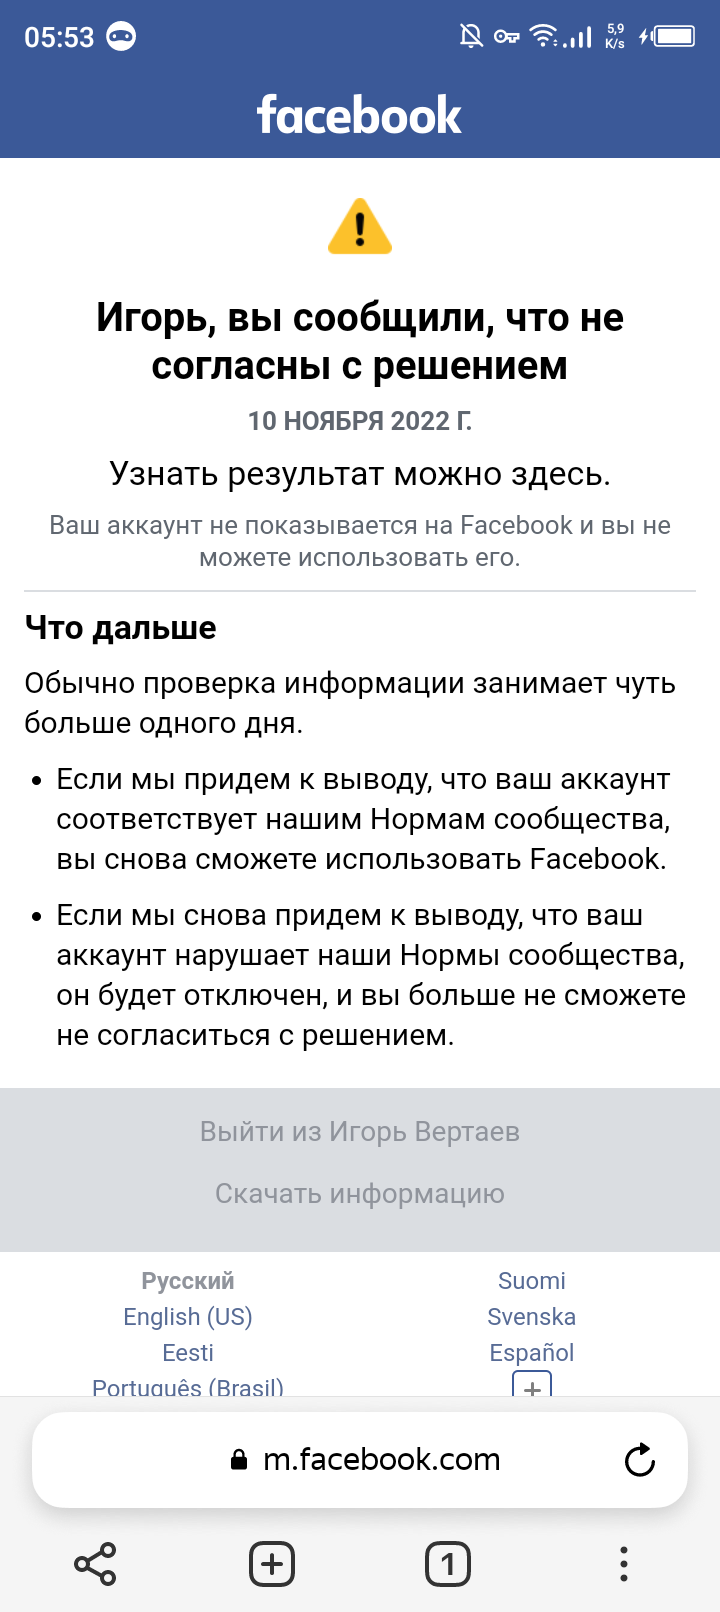 05:53
5,9
K/s
facebook
Игорь, вы сообщили, что не
согласны с решением
10 НОЯБРЯ 2022 Г.
Узнать результат можно здесь.
Ваш аккаунт не показывается на Facebook и вы не
можете использовать его.
Что дальше
Обычно проверка информации занимает чуть
больше одного дня.
• Если мы придем к выводу, что ваш аккаунт
соответствует нашим Нормам сообщества,
вы снова сможете использовать Facebook.
• Если мы снова придем к выводу, что ваш
аккаунт нарушает наши Нормы сообщества,
он будет отключен, и вы больше не сможете
не согласиться с решением.
Выйти из Игорь Вертаев
Скачать информацию
Русский
Suomi
English (US)
Svenska
Eesti
Español
Português (Brasil)
m.facebook.com
1